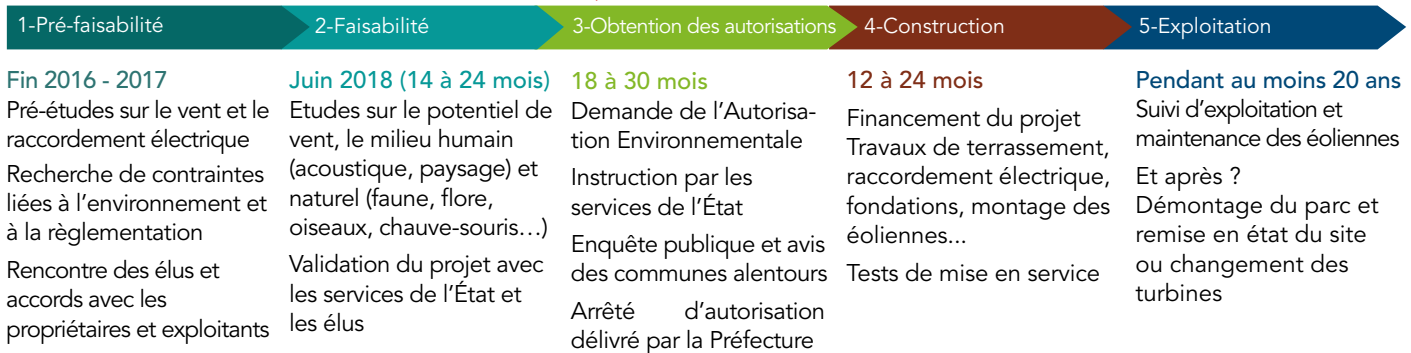 1-Pré-faisabilité
2-Faisabilité
3-Obtention des autorisations
4-Construction
5-Exploitation
Fin 2016 - 2017
Pré-études sur le vent et le
raccordement électrique
Recherche de contraintes
liées à l’environnement et
à la règlementation
Rencontre des élus et
accords avec les
propriétaires et exploitants
Juin 2018 (14 à 24 mois)
Etudes sur le potentiel de
vent, le milieu humain
(acoustique, paysage) et
naturel (faune, flore,
oiseaux, chauve-souris…)
Validation du projet avec
les services de l’État et
les élus
18 à 30 mois
Demande de l’Autorisa-
tion Environnementale
Instruction par les
services de l’État
Enquête publique et avis
des communes alentours
Arrêté d’autorisation
délivré par la Préfecture
12 à 24 mois
Financement du projet
Travaux de terrassement,
raccordement électrique,
fondations, montage des
éoliennes...
Tests de mise en service
Pendant au moins 20 ans
Suivi d’exploitation et
maintenance des éoliennes
Et après ?
Démontage du parc et
remise en état du site
ou changement des
turbines